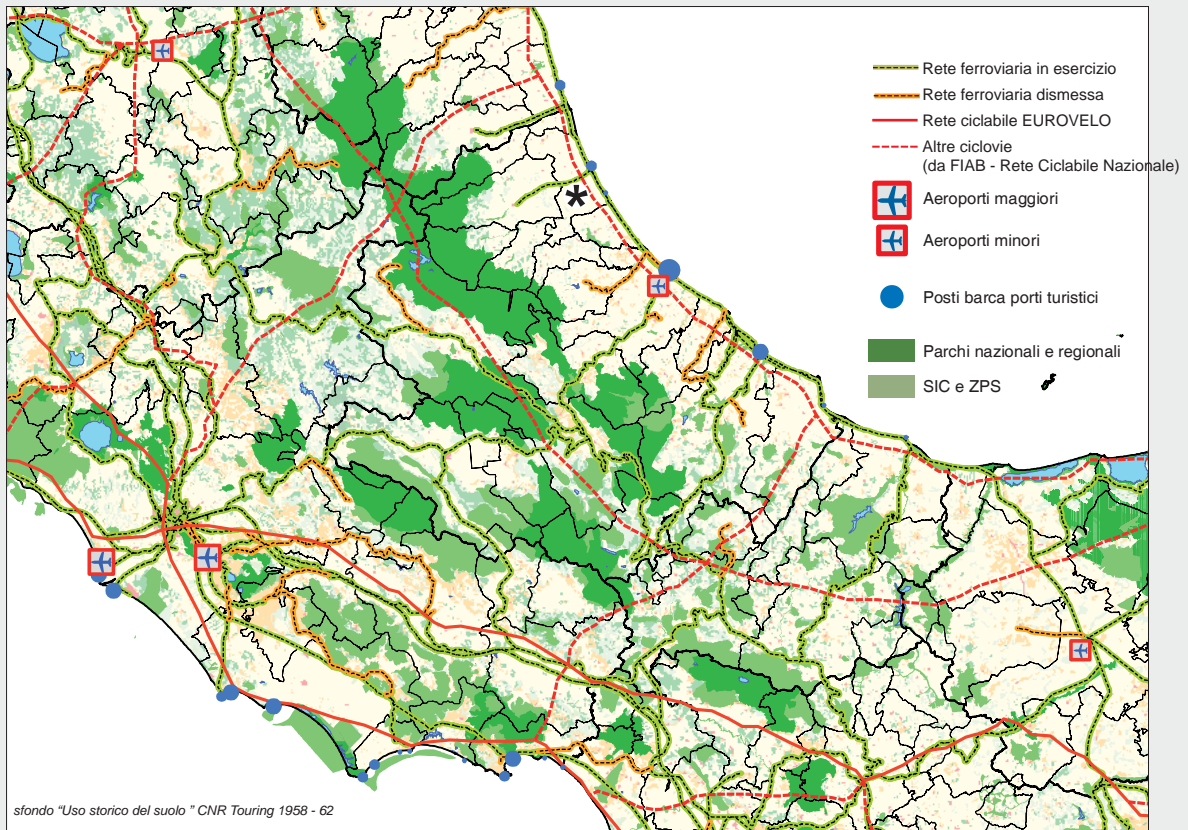 Rete ferroviaria in esercizio
Rete ferroviaria dismessa
Rete ciclabile EUROVELO
Altre ciclovie
(da FIAB - Rete Ciclabile Nazionale)
Aeroporti maggiori
Aeroporti minori
Posti barca porti turistici
Parchi nazionali e regionali
SIC e ZPS
*
sfondo “Uso storico del suolo ” CNR Touring 1958 - 62